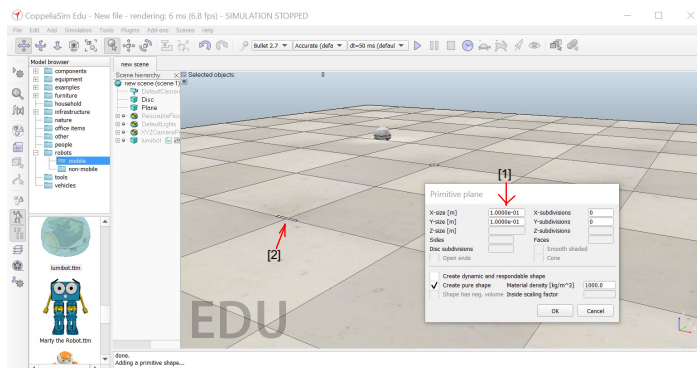 CoppeliaSim Edu - New file - rendering: 6 ms (6.8 fps) - SIMULATION STOPPED
File Edit Add Simulation Tools Plugins Add-ons Scenes Help
Bullet 2.7 Accurate (defa dt=50 ms (defaul
Model browser
components
equipment
examples
furniture
household
infrastructure
nature
office items
other
people
robots
mobile
non-mobile
tools
vehicles
lumibot.ttm
Marty the Robot.ttm
new scene
Scene hierarchy
new scene (scene 1)
DefaultCamer
Disc
Plane
ResizableFloo
DefaultLights
XYZCameraPr
lumibot
Selected objects: 0
[1]
[2]
EDU
Primitive plane
X-size [m] 1.0000e-01 X-subdivisions 0
Y-size [m] 1.0000e-01 Y-subdivisions 0
Z-size [m] Z-subdivisions
Sides Faces
Disc subdivisions Smooth shaded
Open ends Cone
Create dynamic and respondable shape
Create pure shape Material density [kg/m^3] 1000.0
Shape has neg. volume Inside scaling factor
OK Cancel
done.
Adding a primitive shape...